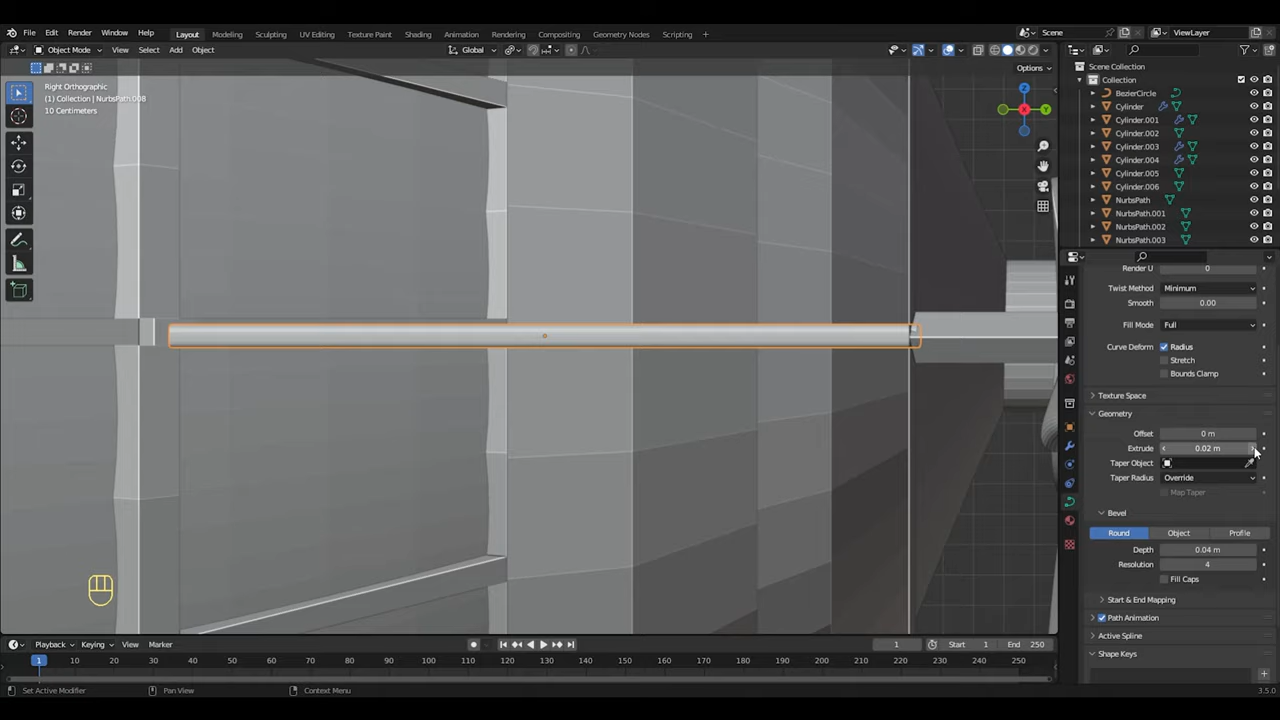 File Edit Render Window Help Layout Modeling Sculpting UV Editing Texture Paint Shading Animation Rendering Compositing Geometry Nodes Scripting Scene ViewLayer
Object Mode View Select Add Object Global
Options
Right Orthographic
(1) Collection | NurbsPath.008
10 Centimeters
Z
Y
X
Scene Collection
Collection
BezierCircle
Cylinder
Cylinder.001
Cylinder.002
Cylinder.003
Cylinder.004
Cylinder.005
Cylinder.006
NurbsPath
NurbsPath.001
NurbsPath.002
NurbsPath.003
Render U 0
Twist Method Minimum
Smooth 0.00
Fill Mode Full
Curve Deform Radius
Stretch
Bounds Clamp
Texture Space
Geometry
Offset 0 m
Extrude 0.02 m
Taper Object
Taper Radius Override
Map Taper
Bevel
Round Object Profile
Depth 0.04 m
Resolution 4
Fill Caps
Start & End Mapping
Path Animation
Active Spline
Shape Keys
Playback Keying View Marker 1 Start 1 End 250
1 10 20 30 40 50 60 70 80 90 100 110 120 130 140 150 160 170 180 190 200 210 220 230 240 250
Set Active Modifier Pan View Context Menu 3.5.0